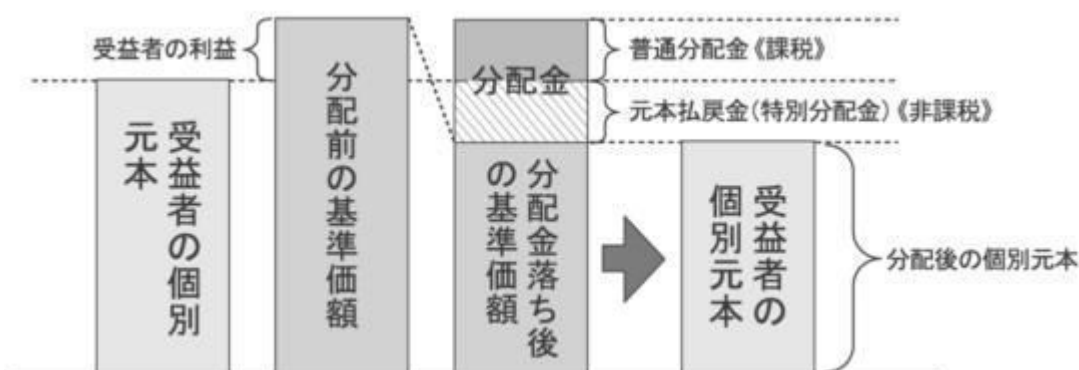 受益者の利益
受益者の個別
元本
分配前の基準価額
分配金
分配金落ち後
の基準価額
普通分配金《課税》
元本払戻金(特別分配金)《非課税》
受益者の
個別元本
分配後の個別元本